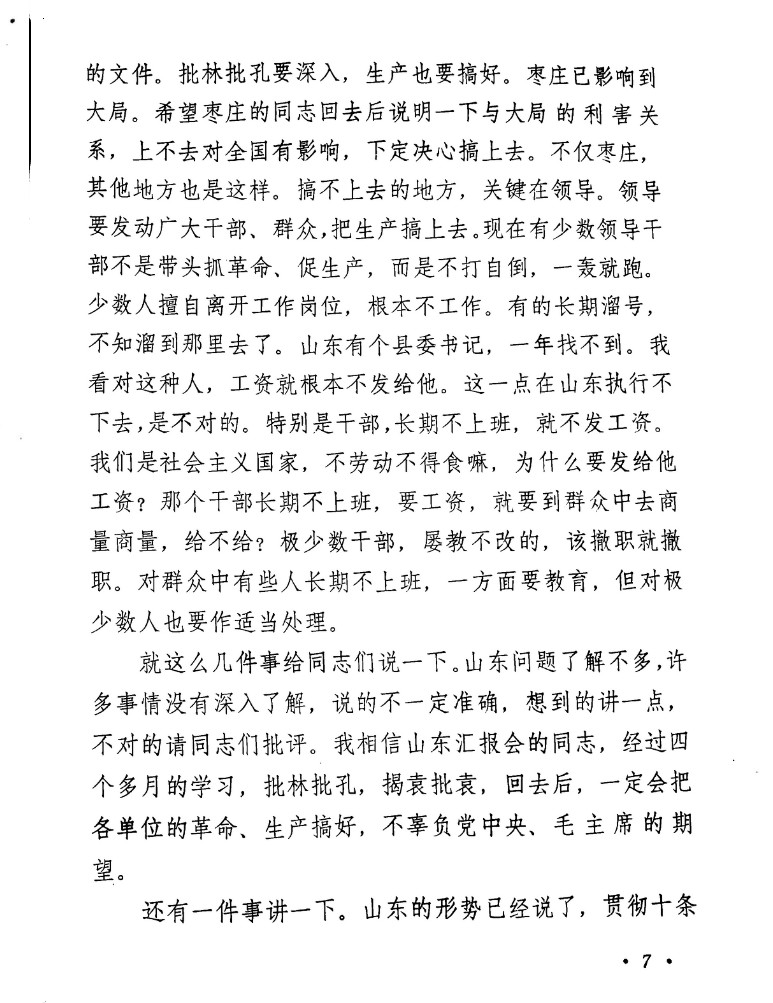 的文件。批林批孔要深入，生产也要搞好。枣庄已影响到
大局。希望枣庄的同志回去后说明一下与大局的利害关
系，上不去对全国有影响，下定决心搞上去。不仅枣庄，
其他地方也是这样。搞不上去的地方，关键在领导。领导
要发动广大干部、群众，把生产搞上去。现在有少数领导干
部不是带头抓革命、促生产，而是不打自倒，一轰就跑。
少数人擅自离开工作岗位，根本不工作。有的长期溜号，
不知溜到那里去了。山东有个县委书记，一年找不到。我
看对这种人，工资就根本不发给他。这一点在山东执行不
下去，是不对的。特别是干部，长期不上班，就不发工资。
我们是社会主义国家，不劳动不得食嘛，为什么要发给他
工资？那个干部长期不上班，要工资，就要到群众中去商
量商量，给不给？极少数干部，屡教不改的，该撤职就撤
职。对群众中有些人长期不上班，一方面要教育，但对极
少数人也要作适当处理。
就这么几件事给同志们说一下。山东问题了解不多，许
多事情没有深入了解，说的不一定准确，想到的讲一点，
不对的请同志们批评。我相信山东汇报会的同志，经过四
个多月的学习，批林批孔，揭袁批袁，回去后，一定会把
各单位的革命、生产搞好，不辜负党中央、毛主席的期
望。
还有一件事讲一下。山东的形势已经说了，贯彻十条
• 7 •